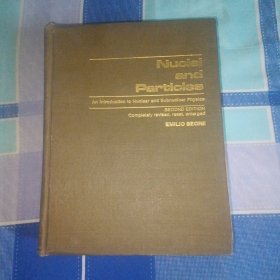 Nuclei
and
Particles
An Introduction to Nuclear and Subnuclear Physics
SECOND EDITION
Completely revised, reset, enlarged
EMILIO SEGRÈ